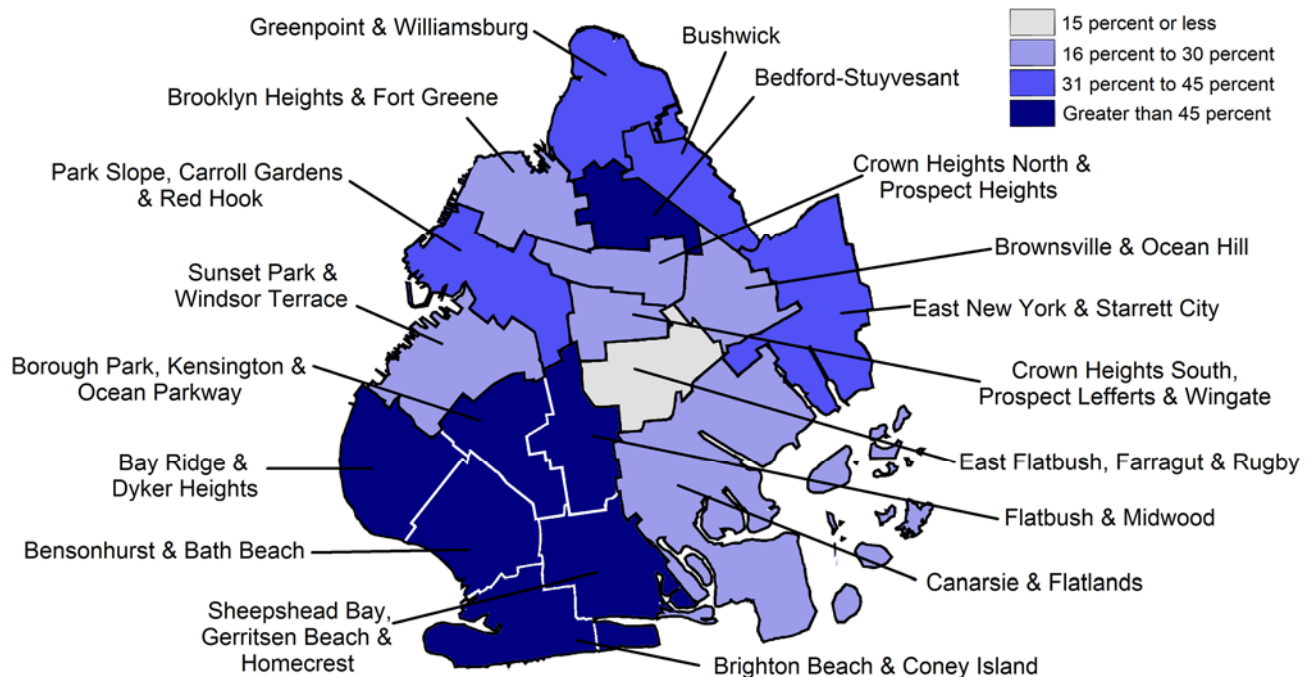 Greenpoint & Williamsburg
Bushwick
15 percent or less
16 percent to 30 percent
31 percent to 45 percent
Greater than 45 percent
Bedford-Stuyvesant
Brooklyn Heights & Fort Greene
Park Slope, Carroll Gardens
& Red Hook
Crown Heights North &
Prospect Heights
Brownsville & Ocean Hill
Sunset Park &
Windsor Terrace
East New York & Starrett City
Borough Park, Kensington &
Ocean Parkway
Crown Heights South,
Prospect Lefferts & Wingate
Bay Ridge &
Dyker Heights
East Flatbush, Farragut & Rugby
Flatbush & Midwood
Bensonhurst & Bath Beach
Canarsie & Flatlands
Sheepshead Bay,
Gerritsen Beach &
Homecrest
Brighton Beach & Coney Island